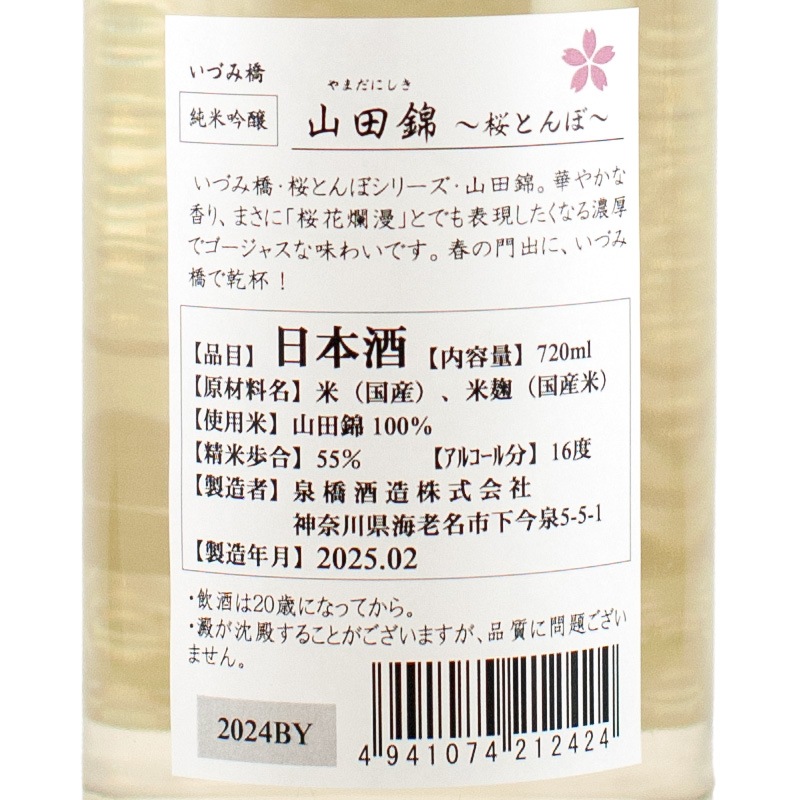 いづみ橋
純米吟醸
やまだにしき
山田錦 ～桜とんぼ～
いづみ橋・桜とんぼシリーズ・山田錦。華やかな
香り、まさに「桜花爛漫」とでも表現したくなる濃厚
でゴージャスな味わいです。春の門出に、いづみ
橋で乾杯！
【品目】日本酒【内容量】720ml
【原材料名】米（国産）、米麹（国産米）
【使用米】山田錦 100%
【精米歩合】55% 【アルコール分】16度
【製造者】泉橋酒造株式会社
神奈川県海老名市下今泉5-5-1
【製造年月】2025.02
・飲酒は20歳になってから。
・澱が沈殿することがございますが、品質に問題ござい
ません。
2024BY
4 941074 212424